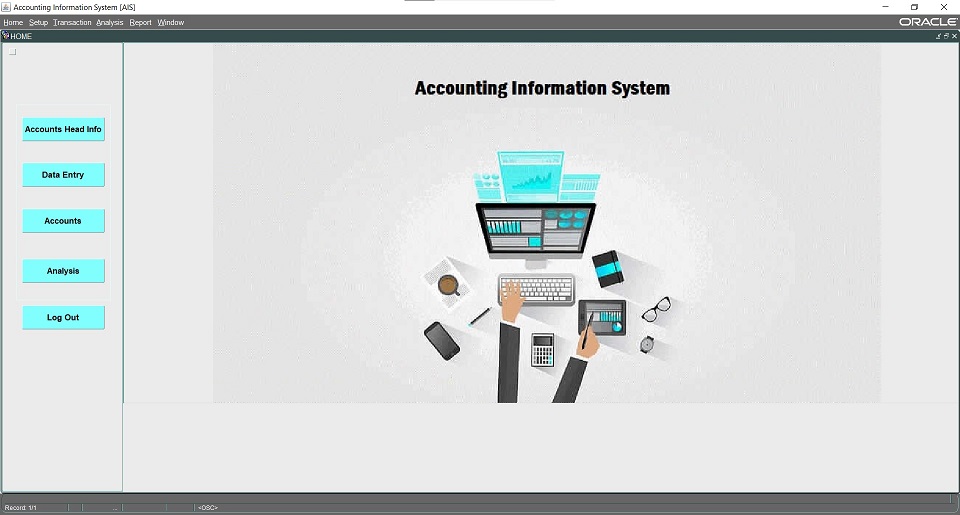 Accounting Information System [AIS]
Home Setup Transaction Analysis Report Window
ORACLE
HOME
Accounting Information System
Accounts Head Info
Data Entry
Accounts
Analysis
Log Out
Record: 1/1 ... <OSC>